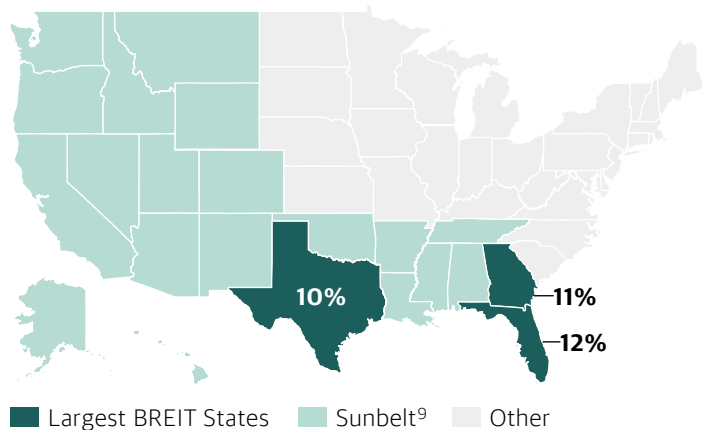 10%
11%
12%
Largest BREIT States
Sunbelt⁹
Other